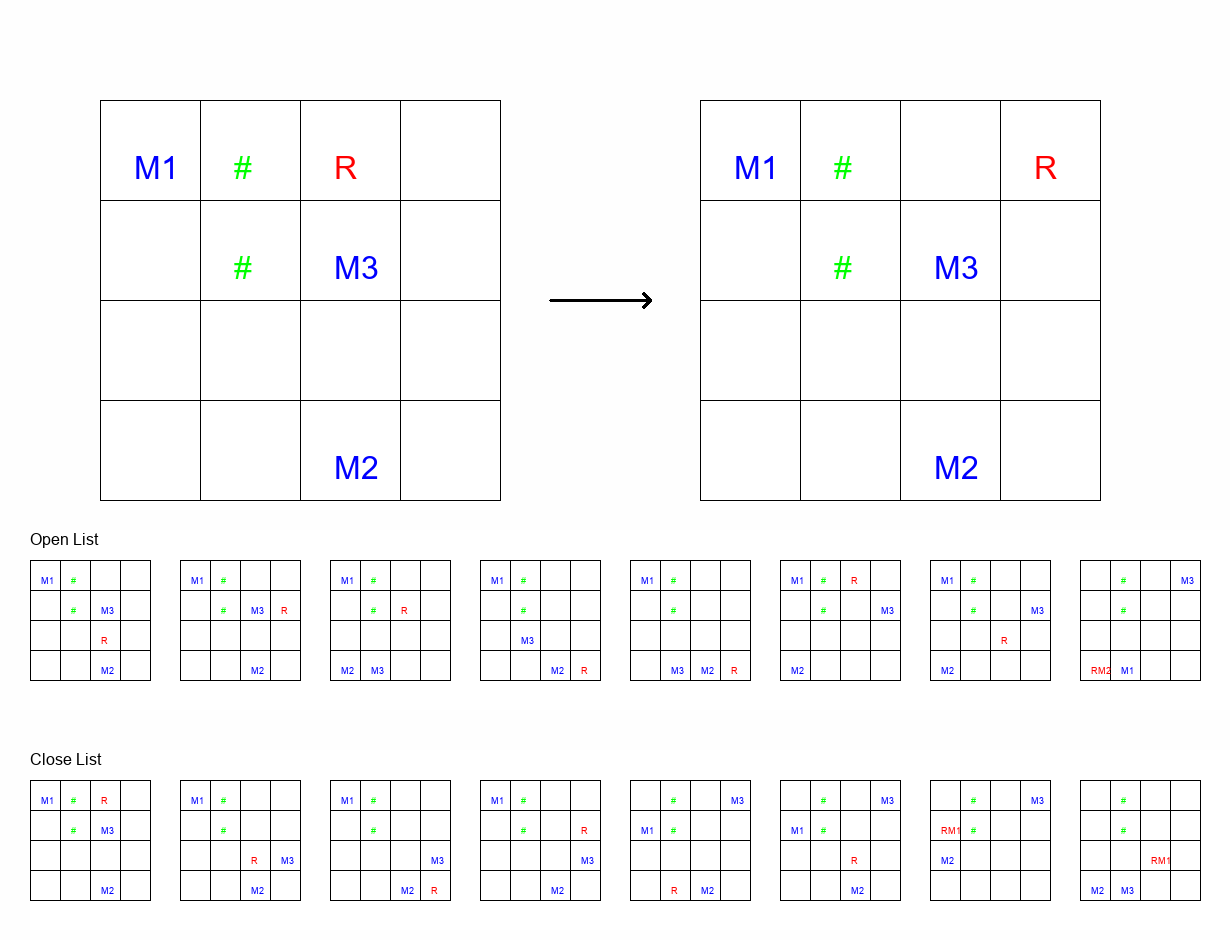 M1 # R M1 # R
# M3 # M3
M2 M2
Open List
M1 # M1 # M1 # M1 # M1 # M1 # R M1 # # M3
# M3 # M3 R # R # # # M3 # M3 #
R M3 R
M2 M2 M2 M3 M2 R M3 M2 R M2 M2 RM2 M1
Close List
M1 # R M1 # M1 # M1 # # M3 # M3 # M3 #
# M3 # # # R M1 # M1 # RM1 # #
R M3 M3 M3 R M2 RM1
M2 M2 M2 R M2 R M2 M2 M2 M3